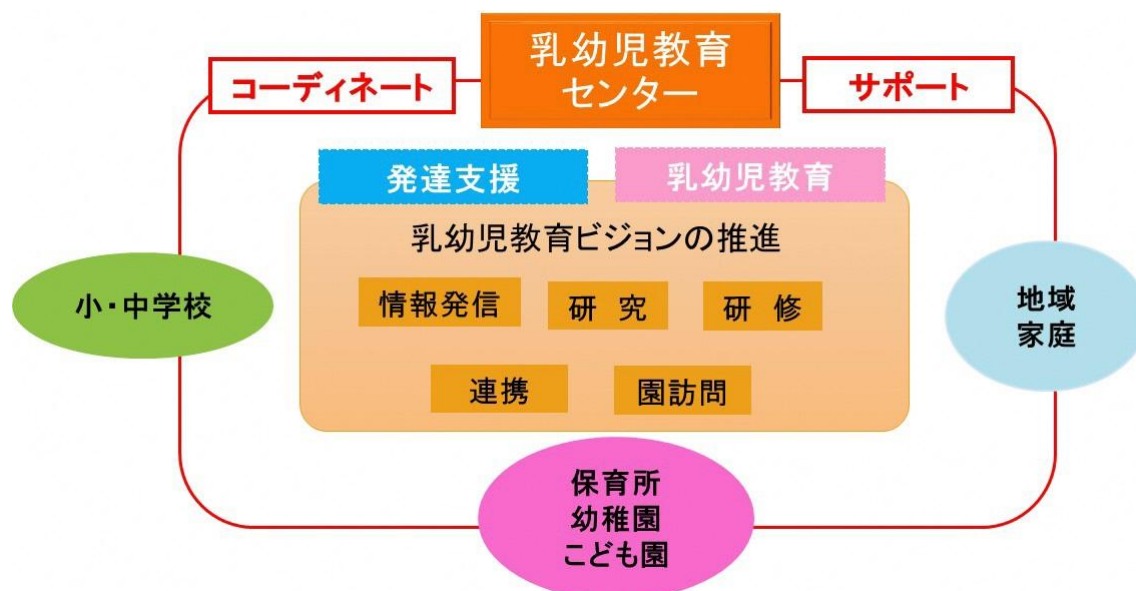 乳幼児教育
センター
コーディネート
サポート
発達支援
乳幼児教育
乳幼児教育ビジョンの推進
情報発信
研 究
研 修
連携
園訪問
小・中学校
地域
家庭
保育所
幼稚園
こども園